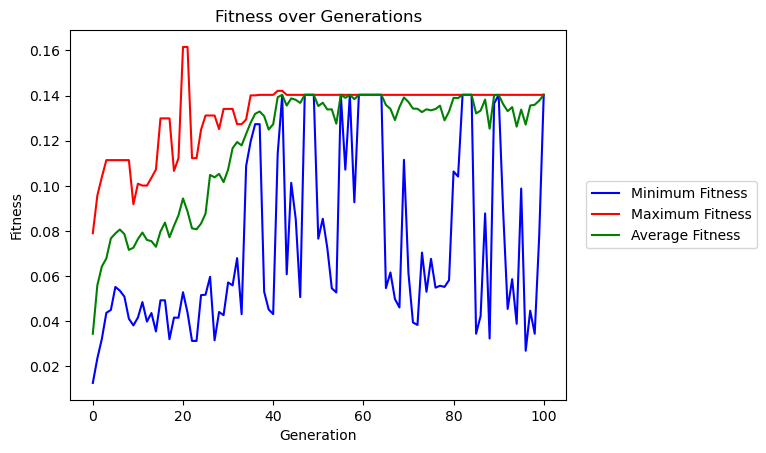 Fitness over Generations
Fitness
0.16
0.14
0.12
0.10
0.08
0.06
0.04
0.02
0
20
40
60
80
100
Generation
Minimum Fitness
Maximum Fitness
Average Fitness